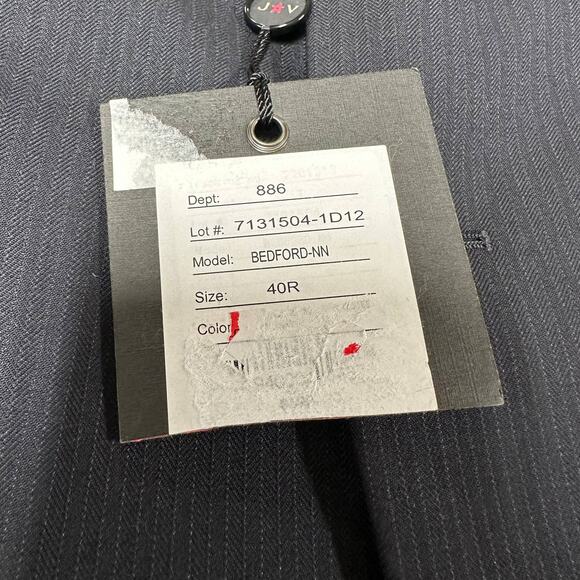 J V
Dept: 886
Lot #: 7131504-1D12
Model: BEDFORD-NN
Size: 40R
Color